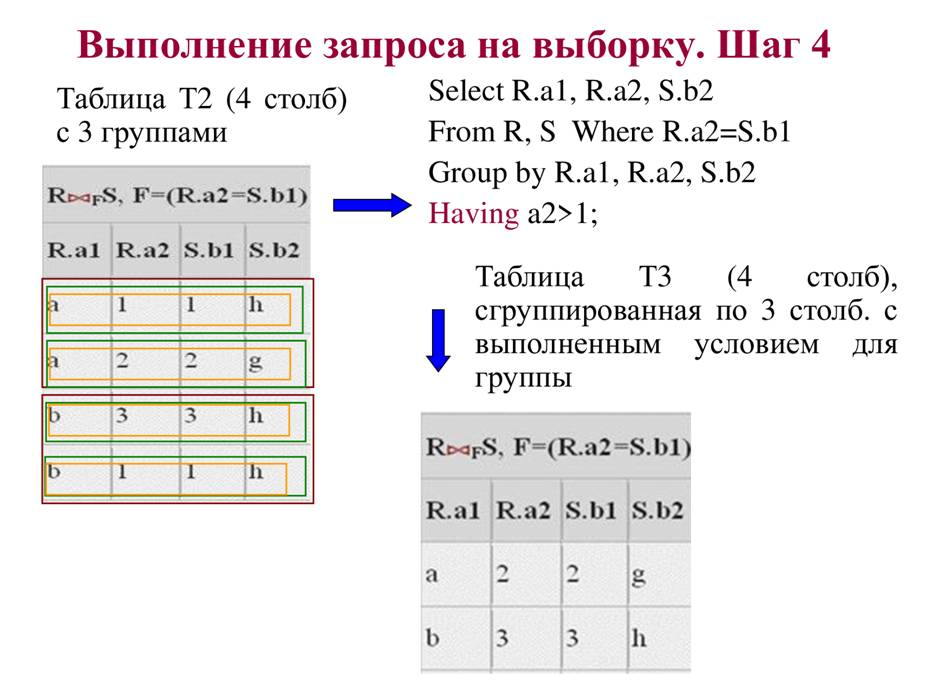 Выполнение запроса на выборку. Шаг 4
Таблица Т2 (4 столб)
с 3 группами
R⋈FS, F=(R.a2=S.b1)
R.a1 R.a2 S.b1 S.b2
a 1 1 h
a 2 2 g
b 3 3 h
b 1 1 h
Select R.a1, R.a2, S.b2
From R, S Where R.a2=S.b1
Group by R.a1, R.a2, S.b2
Having a2>1;
Таблица Т3 (4 столб),
сгруппированная по 3 столб. с
выполненным условием для
группы
R⋈FS, F=(R.a2=S.b1)
R.a1 R.a2 S.b1 S.b2
a 2 2 g
b 3 3 h